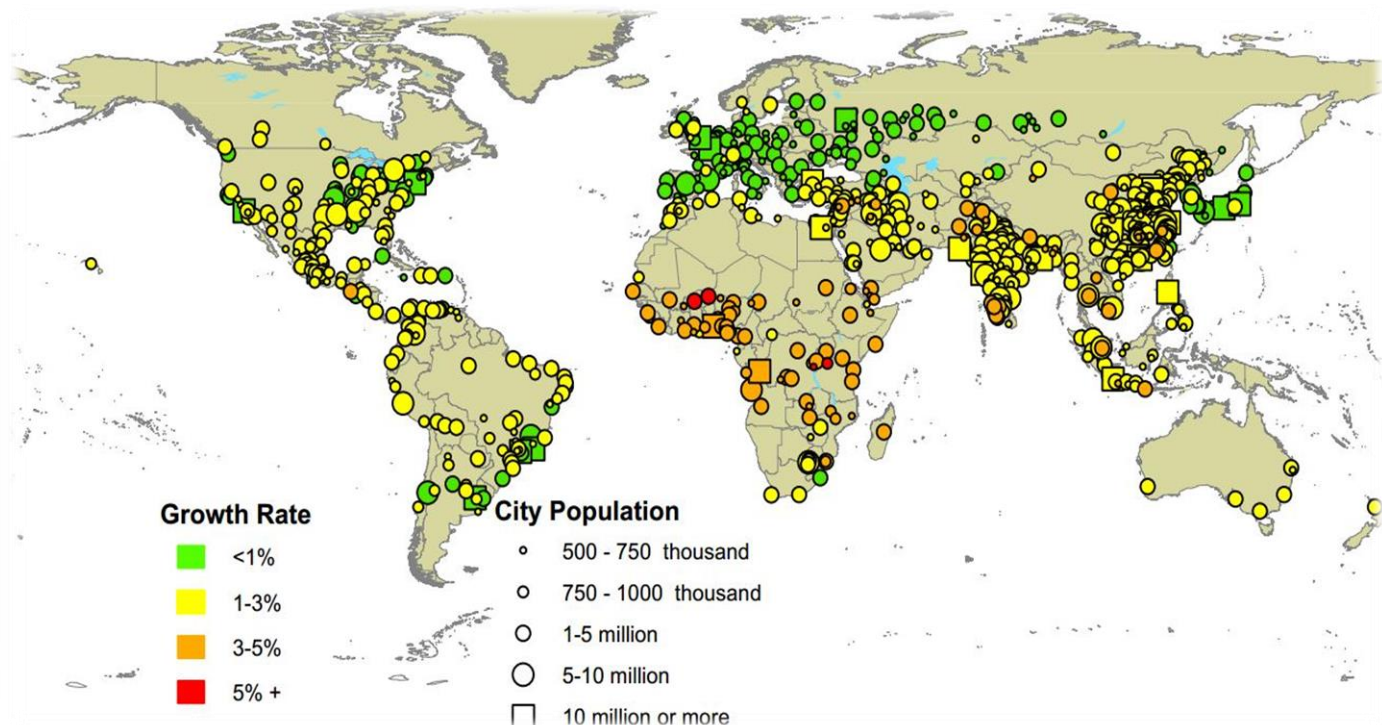 Growth Rate
<1%
1-3%
3-5%
5% +
City Population
500 - 750 thousand
750 - 1000 thousand
1-5 million
5-10 million
10 million or more